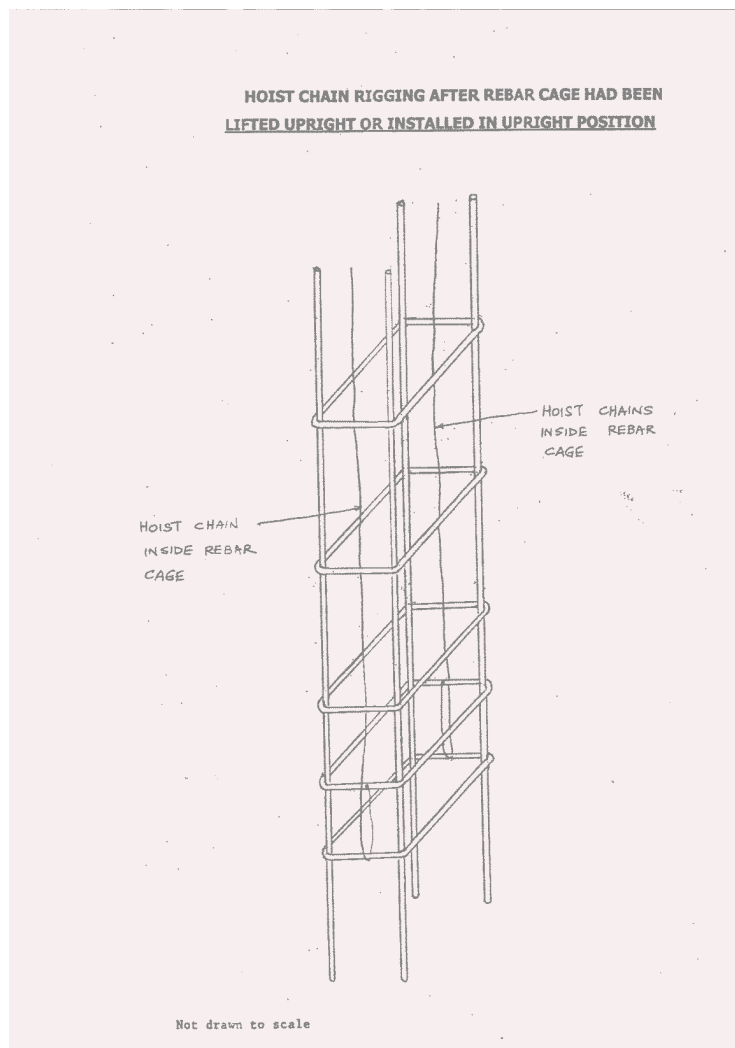 HOIST CHAIN RIGGING AFTER REBAR CAGE HAD BEEN
LIFTED UPRIGHT OR INSTALLED IN UPRIGHT POSITION
HOIST CHAINS
INSIDE REBAR
CAGE
HOIST CHAIN
INSIDE REBAR
CAGE
Not drawn to scale